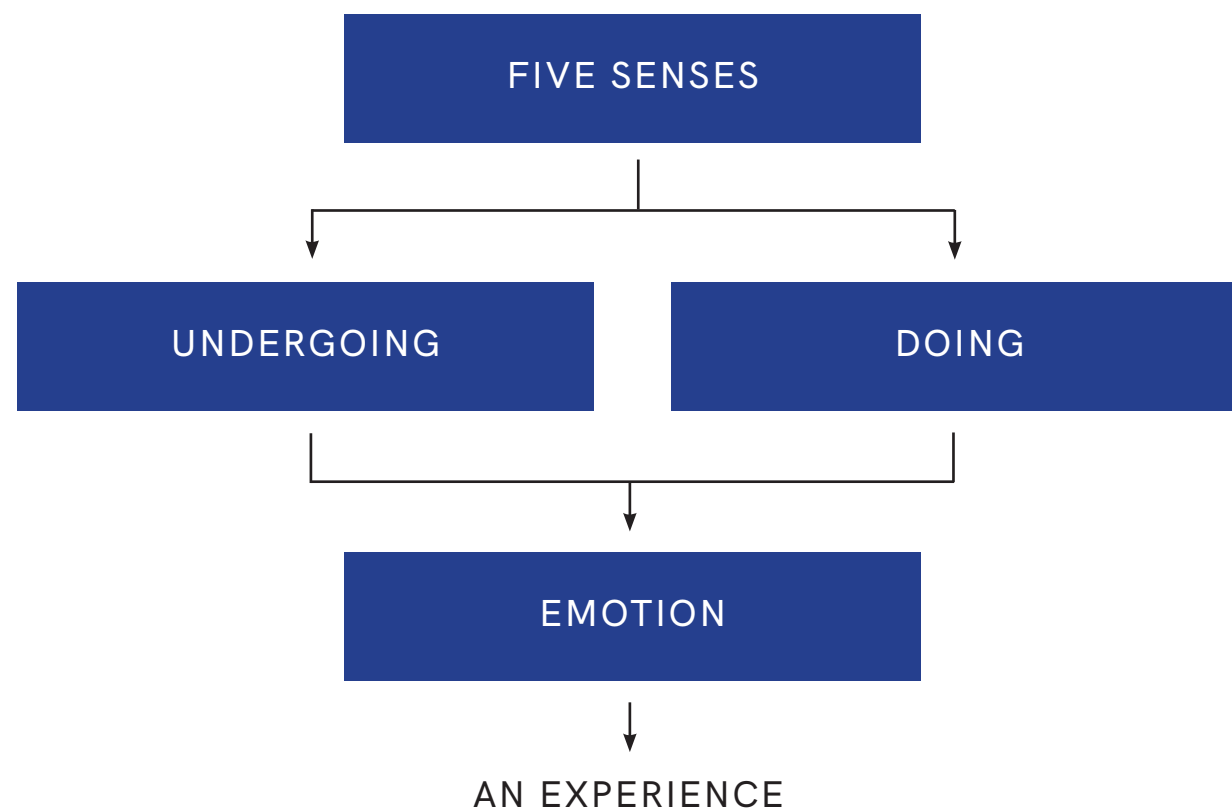 FIVE SENSES
UNDERGOING
DOING
EMOTION
AN EXPERIENCE